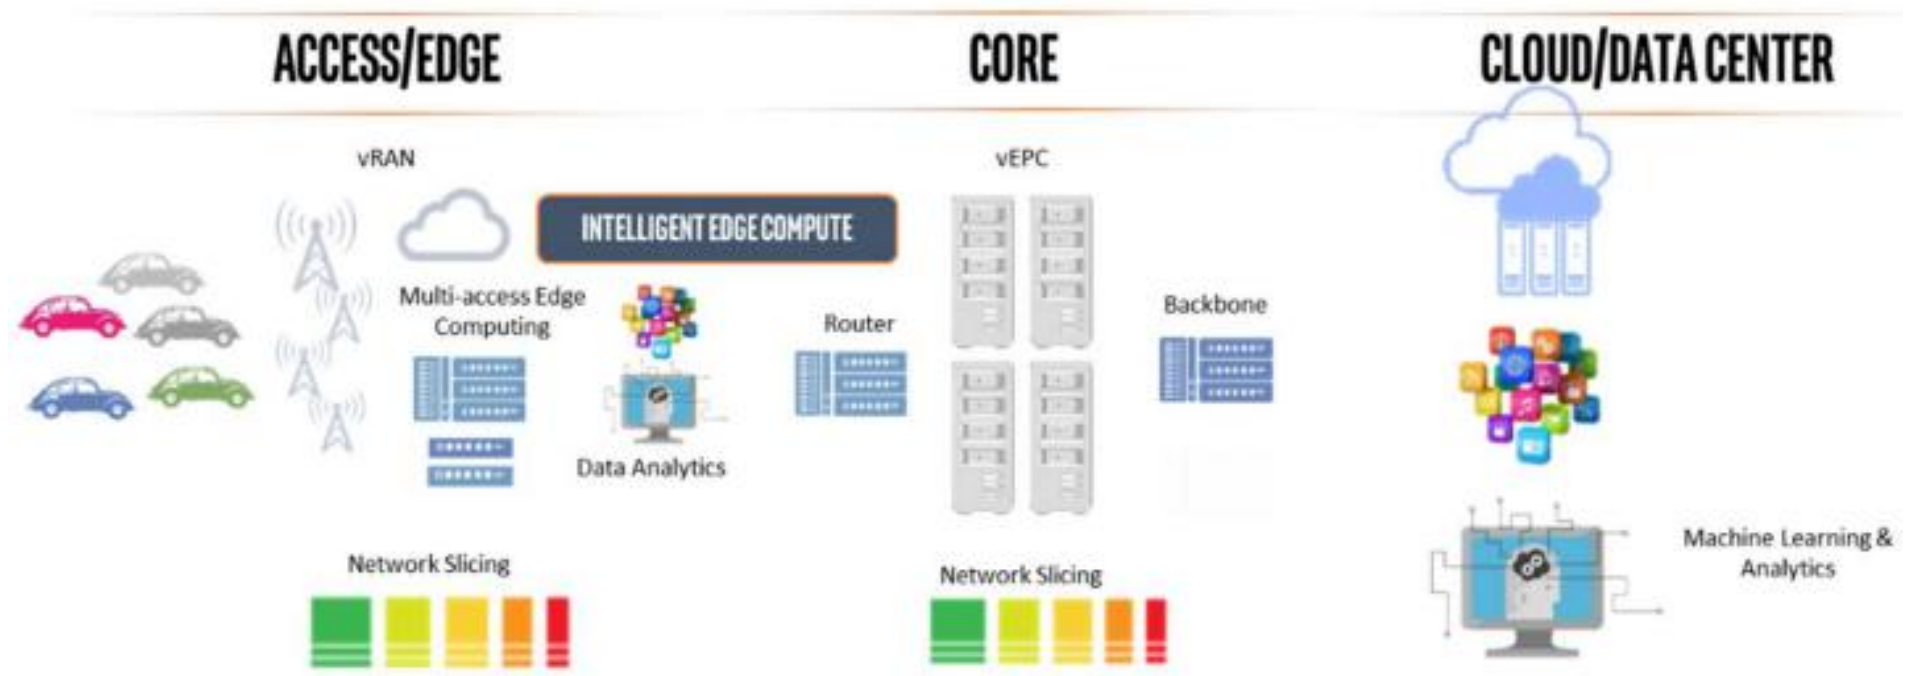 ACCESS/EDGE
CORE
CLOUD/DATA CENTER
vRAN
vEPC
INTELLIGENT EDGE COMPUTE
Multi-access Edge
Computing
Router
Backbone
Data Analytics
Network Slicing
Network Slicing
Machine Learning &
Analytics